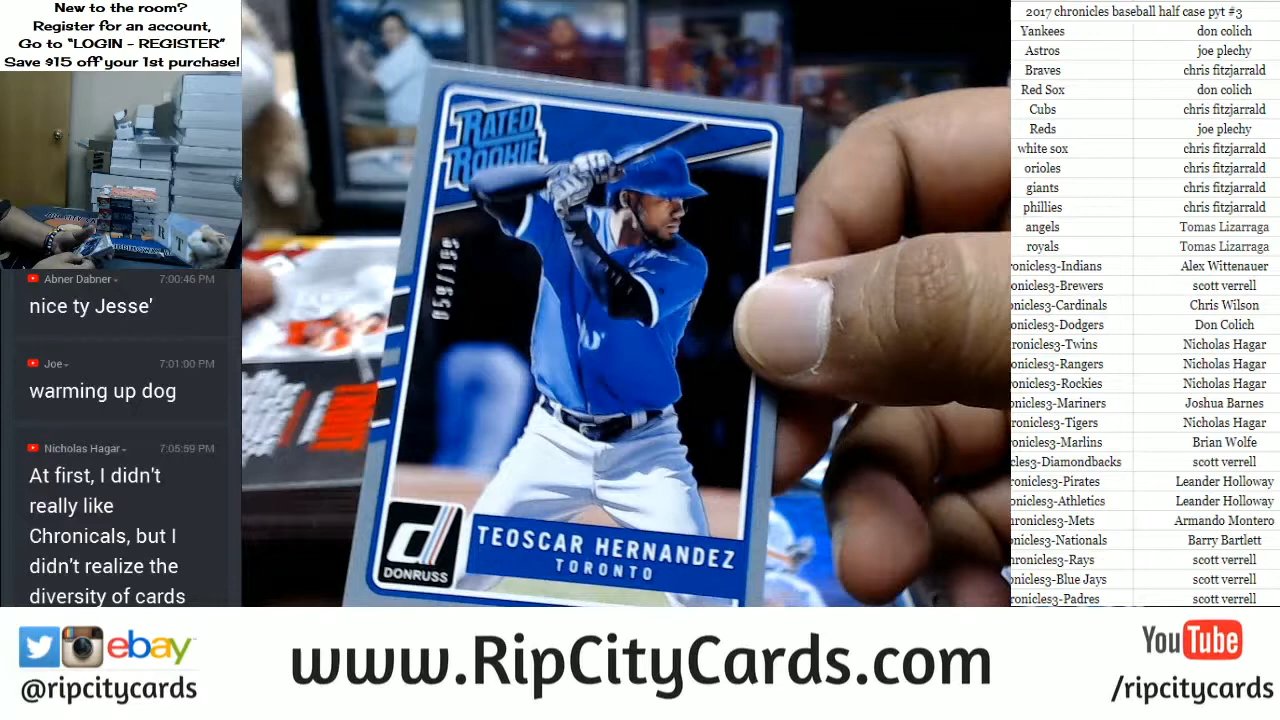 New to the room?
Register for an account,
Go to “LOGIN - REGISTER”
Save $15 off your 1st purchase!
Abner Dabner 7:00:46 PM
nice ty Jesse'
Joe 7:01:00 PM
warming up dog
Nicholas Hagar 7:05:59 PM
At first, I didn't
really like
Chronicals, but I
didn't realize the
diversity of cards
RATED
ROOKIE
059/199
DONRUSS
TEOSCAR HERNANDEZ
TORONTO
2017 chronicles baseball half case pyt #3
Yankees don colich
Astros joe plechy
Braves chris fitzjarrald
Red Sox don colich
Cubs chris fitzjarrald
Reds joe plechy
white sox chris fitzjarrald
orioles chris fitzjarrald
giants chris fitzjarrald
phillies chris fitzjarrald
angels Tomas Lizarraga
royals Tomas Lizarraga
ronicles3-Indians Alex Wittenauer
onicles3-Brewers scott verrell
onicles3-Cardinals Chris Wilson
onicles3-Dodgers Don Colich
ronicles3-Twins Nicholas Hagar
ronicles3-Rangers Nicholas Hagar
ronicles3-Rockies Nicholas Hagar
onicles3-Mariners Joshua Barnes
ronicles3-Tigers Nicholas Hagar
ronicles3-Marlins Brian Wolfe
cles3-Diamondbacks scott verrell
ronicles3-Pirates Leander Holloway
onicles3-Athletics Leander Holloway
hronicles3-Mets Armando Montero
onicles3-Nationals Barry Bartlett
hronicles3-Rays scott verrell
onicles3-Blue Jays scott verrell
ronicles3-Padres scott verrell
ebay
@ripcitycards
www.RipCityCards.com
YouTube
/ripcitycards